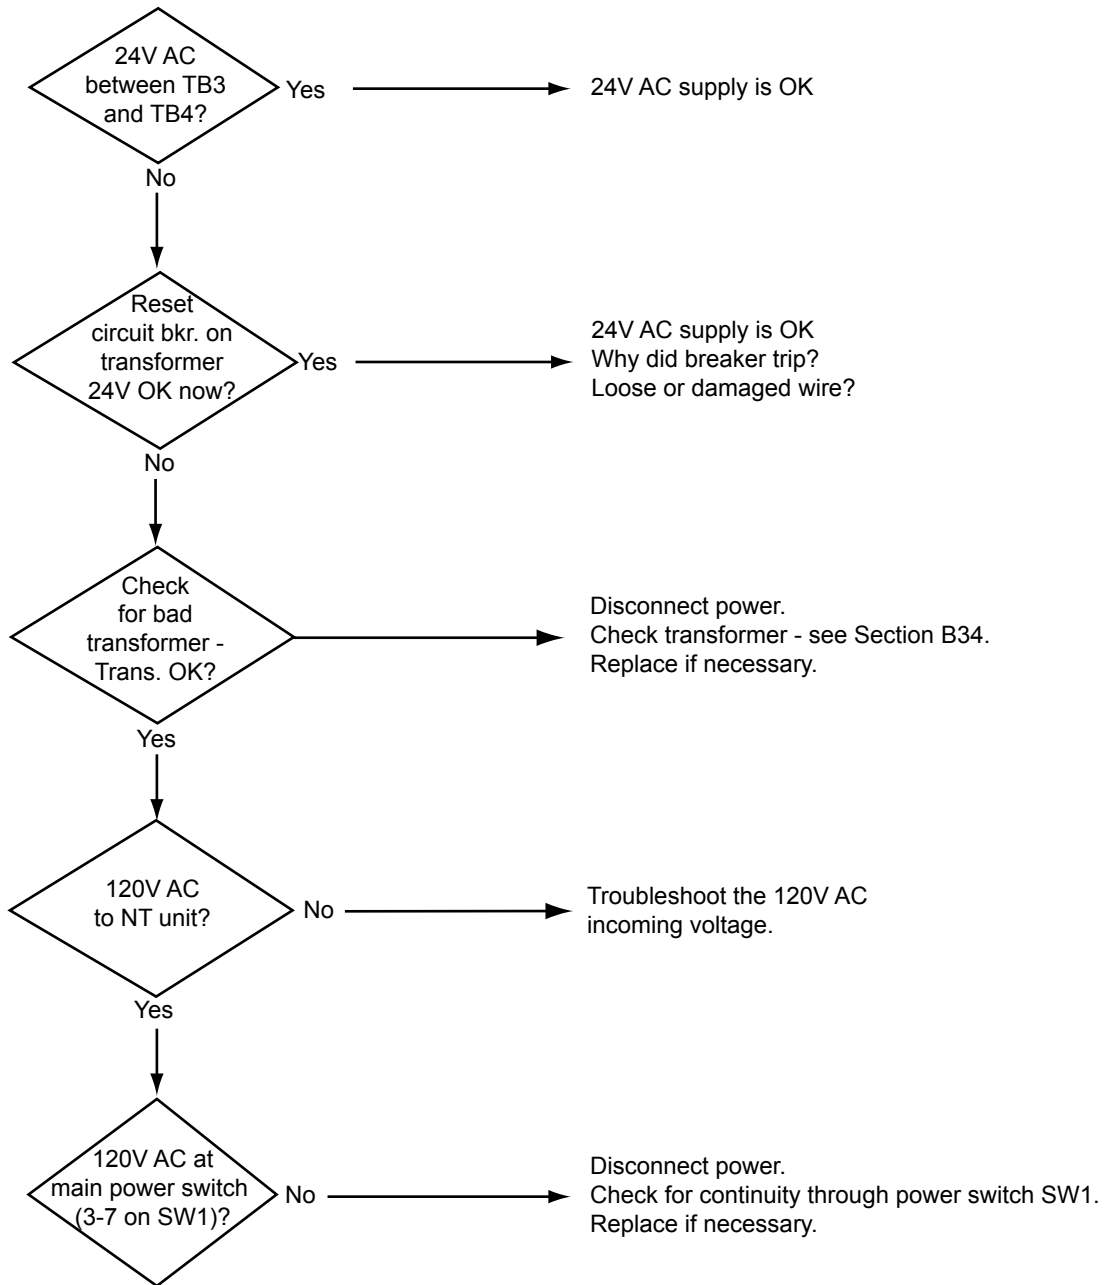 24V AC
between TB3
and TB4?
Yes
24V AC supply is OK
No
Reset
circuit bkr. on
transformer
24V OK now?
Yes
24V AC supply is OK
Why did breaker trip?
Loose or damaged wire?
No
Check
for bad
transformer -
Trans. OK?
Disconnect power.
Check transformer - see Section B34.
Replace if necessary.
Yes
120V AC
to NT unit?
No
Troubleshoot the 120V AC
incoming voltage.
Yes
120V AC at
main power switch
(3-7 on SW1)?
No
Disconnect power.
Check for continuity through power switch SW1.
Replace if necessary.